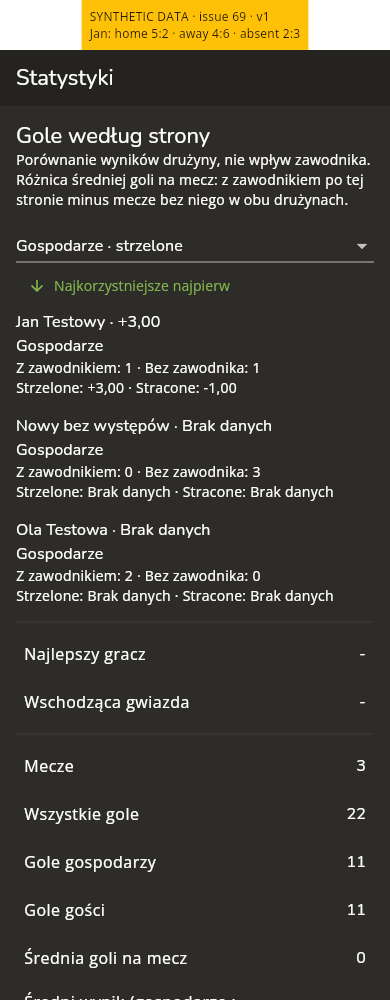 SYNTHETIC DATA · issue 69 · v1
Jan: home 5:2 · away 4:6 · absent 2:3
Statystyki
Gole według strony
Porównanie wyników drużyny, nie wpływ zawodnika.
Różnica średniej goli na mecz: z zawodnikiem po tej
stronie minus mecze bez niego w obu drużynach.
Gospodarze · strzelone
Najkorzystniejsze najpierw
Jan Testowy · +3,00
Gospodarze
Z zawodnikiem: 1 · Bez zawodnika: 1
Strzelone: +3,00 · Stracone: -1,00
Nowy bez występów · Brak danych
Gospodarze
Z zawodnikiem: 0 · Bez zawodnika: 3
Strzelone: Brak danych · Stracone: Brak danych
Ola Testowa · Brak danych
Gospodarze
Z zawodnikiem: 2 · Bez zawodnika: 0
Strzelone: Brak danych · Stracone: Brak danych
Najlepszy gracz -
Wschodząca gwiazda -
Mecze 3
Wszystkie gole 22
Gole gospodarzy 11
Gole gości 11
Średnia goli na mecz 0